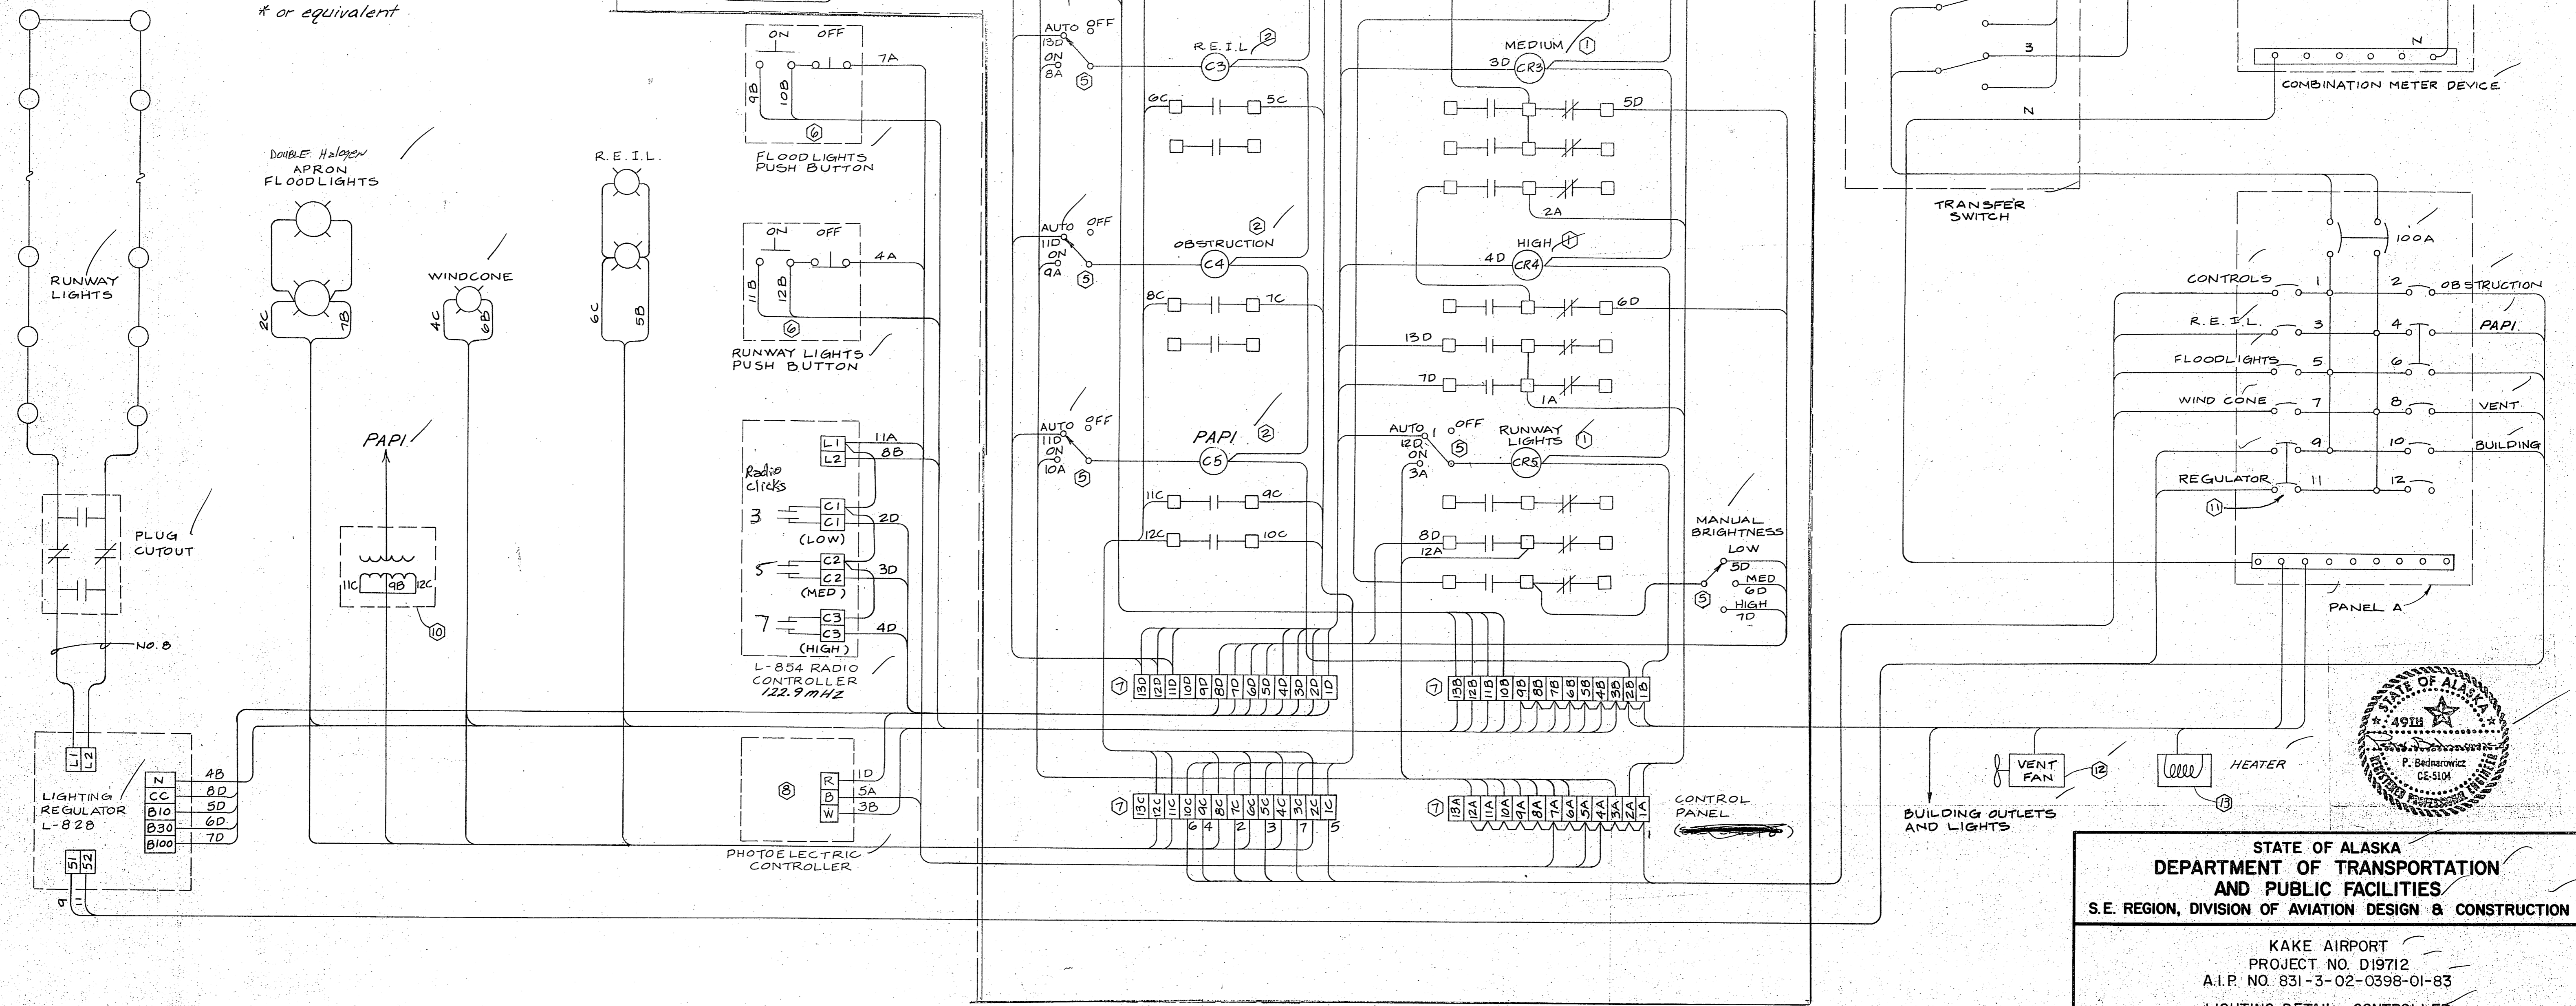 * or equivalent
RUNWAY
LIGHTS
PLUG
CUTOUT
NO.8
L1
L2
LIGHTING
REGULATOR
L-828
N
CC
B10
B30
B100
4B
8D
5D
6D
7D
51
52
9
11
DOUBLE Halogen
APRON
FLOODLIGHTS
2C
7B
WINDCONE
4C
6B
R.E.I.L.
6C
5B
PAPI
11C
9B
12C
10
ON
OFF
7A
9B
10B
6
FLOODLIGHTS
PUSH BUTTON
ON
OFF
4A
11B
12B
6
RUNWAY LIGHTS
PUSH BUTTON
L1
11A
L2
8B
Radio
clicks
3
C1
C1
2D
(LOW)
5
C2
C2
3D
(MED)
7
C3
C3
4D
(HIGH)
L-854 RADIO
CONTROLLER
122.9 mHz
8
R
1D
B
5A
W
3B
PHOTOELECTRIC
CONTROLLER
AUTO
OFF
13D
ON
8A
5
R.E.I.L
2
C3
6C
5C
AUTO
OFF
11D
ON
9A
5
2
OBSTRUCTION
C4
8C
7C
AUTO
OFF
11D
ON
10A
5
PAPI
2
C5
11C
9C
12C
10C
MEDIUM
1
3D
CR3
5D
2A
HIGH
1
4D
CR4
6D
13D
7D
1A
AUTO
OFF
12D
ON
3A
5
RUNWAY
LIGHTS
1
CR5
8D
12A
MANUAL
BRIGHTNESS
LOW
5D
MED
6D
HIGH
7D
5
7
13D 12D 11D 10D 9D 8D 7D 6D 5D 4D 3D 2D 1D
7
13B 12B 11B 10B 9B 8B 7B 6B 5B 4B 3B 2B 1B
7
13C 12C 11C 10C 9C 8C 7C 6C 5C 4C 3C 2C 1C
6 4 2 3 7 5
7
13A 12A 11A 10A 9A 8A 7A 6A 5A 4A 3A 2A 1A
1
CONTROL
PANEL
3
N
TRANSFER
SWITCH
N
COMBINATION METER DEVICE
100A
CONTROLS
1
2
OBSTRUCTION
R.E.I.L.
3
4
PAPI
FLOODLIGHTS
5
6
WIND CONE
7
8
VENT
9
10
BUILDING
REGULATOR
11
12
11
PANEL A
VENT
FAN
12
HEATER
13
BUILDING OUTLETS
AND LIGHTS
STATE OF ALASKA
49TH
P. Bednarowicz
CE-5104
REGISTERED PROFESSIONAL ENGINEER
STATE OF ALASKA
DEPARTMENT OF TRANSPORTATION
AND PUBLIC FACILITIES
S.E. REGION, DIVISION OF AVIATION DESIGN & CONSTRUCTION
KAKE AIRPORT
PROJECT NO. D19712
A.I.P. NO. 831-3-02-0398-01-83
LIGHTING DETAIL - CONTROLLER